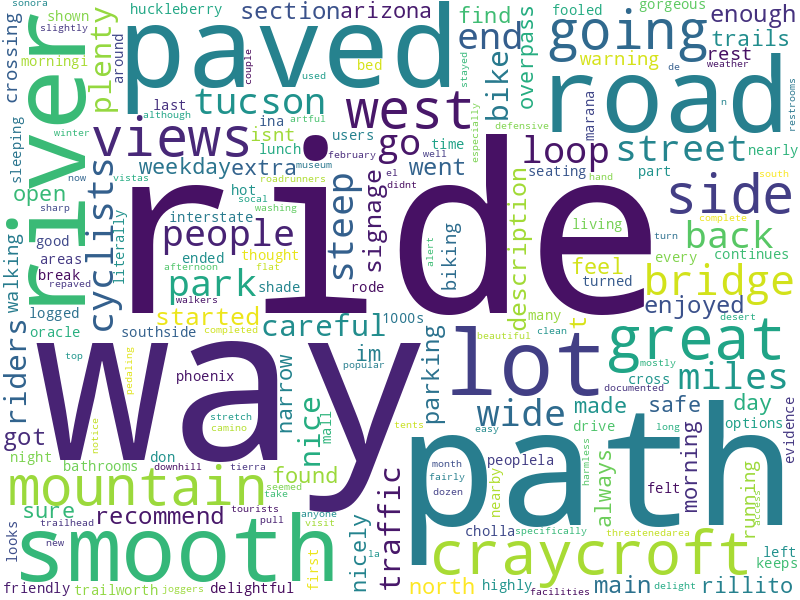 huckleberry
section
arizona
find
end
fooled
gorgeous
shown
sonora
slightly
crossing
river
plenty
paved
going
enough
trails
morningi
around
couple
bed
bike
overpass
warning
rest
weather
road
last
although
tucson
west
used
de
n
restrooms
artful
stayed
especially
marana
defensive
views
ina
isnt
users
go
time
loop
street
nearly
sleeping
winter
lunch
weekday
extra
went
seating
part
hand
south
now
vistas
museum
roadrunners
february
well
el
didnt
open
cyclists
literally
hot
socal
washing
steep
signage
ride
description
living
side
complete
sharp
good
areas
break
repaved
interstate
people
ended
thought
flat
afternoon
park
shade
rode
biking
alert
feel
every
turn
back
continues
walking
walkers
turned
bridge
logged
oracle
started
completed
southside
careful
1000s
many
t
enjoyed
desert
clean
beautiful
riders
way
top
pedaling
phoenix
narrow
im
popular
parking
lot
great
mostly
documented
cross
miles
easy
wide
made
safe
day
drive
options
long
evidence
got
night
bathrooms
notice
don
downhill
stretch
camino
tierra
nice
mall
tents
path
month
fairly
dozen
peoplela
nearby
always
harmless
felt
morning
running
access
mountain
seemed
take
found
traffic
sure
recommend
tourists
pull
anyone
visit
looks
trailhead
new
smooth
first
nicely
la
cholla
specifically
threatenedarea
craycroft
left
keeps
friendly
trailworth
joggers
delightful
north
highly
facilities
main
delight
rillito